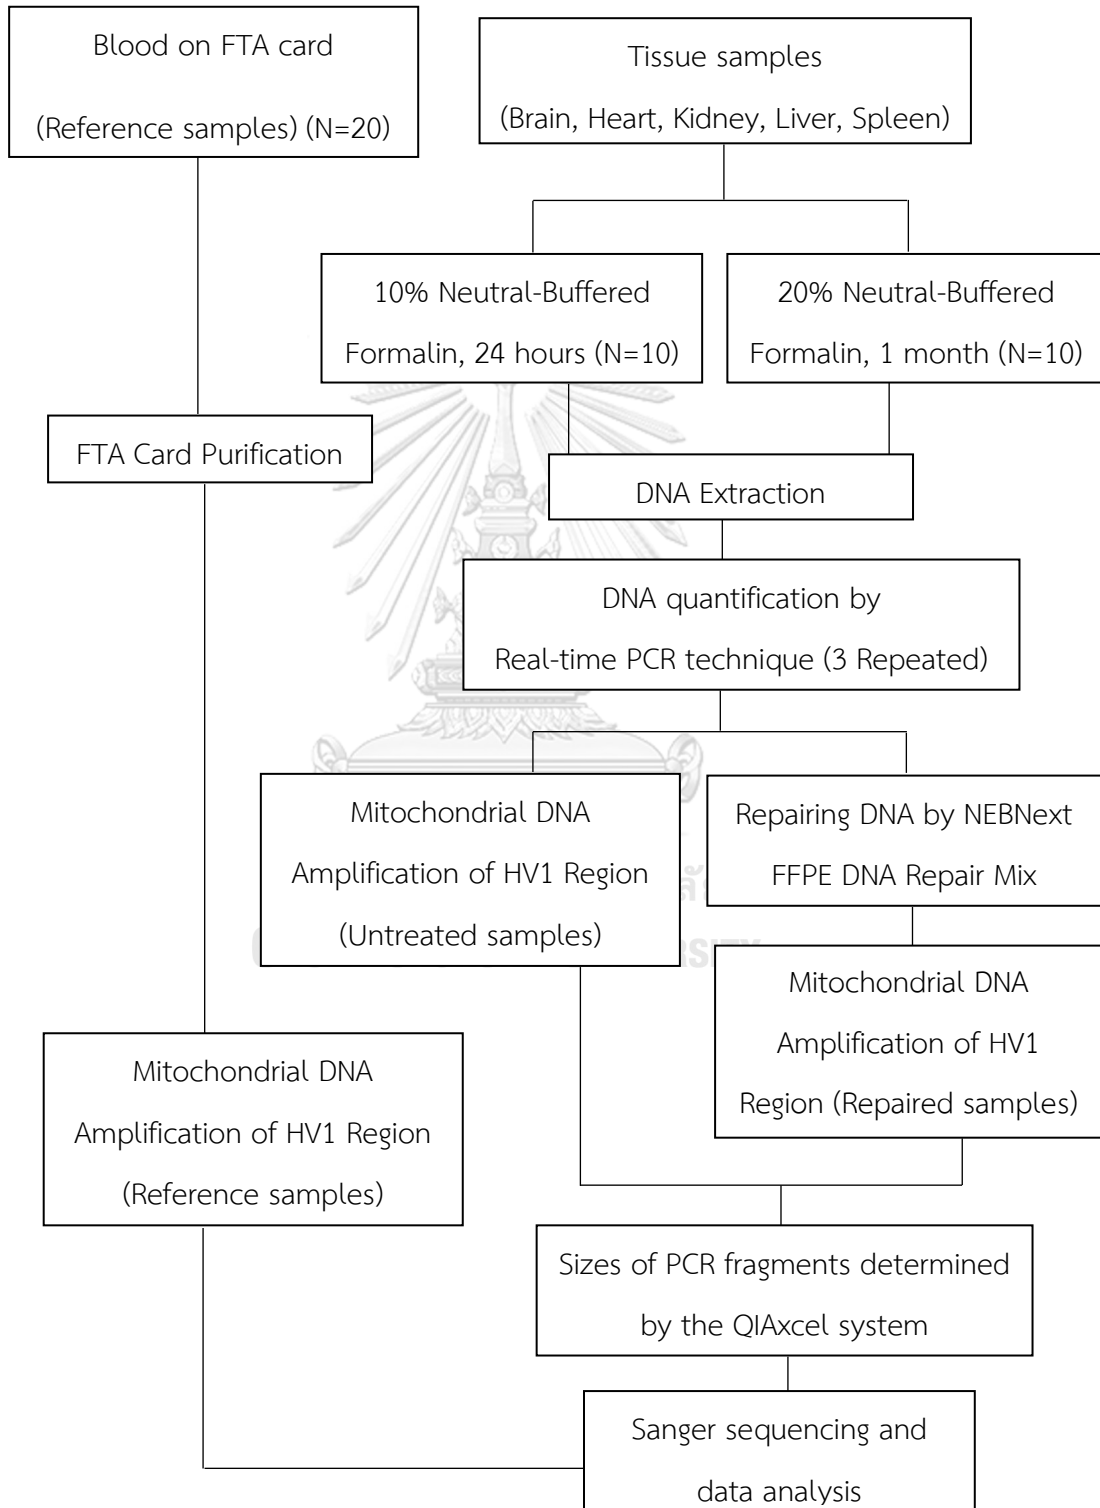 Blood on FTA card
(Reference samples) (N=20)
Tissue samples
(Brain, Heart, Kidney, Liver, Spleen)
10% Neutral-Buffered
Formalin, 24 hours (N=10)
20% Neutral-Buffered
Formalin, 1 month (N=10)
FTA Card Purification
DNA Extraction
DNA quantification by
Real-time PCR technique (3 Repeated)
Mitochondrial DNA
Amplification of HV1 Region
(Untreated samples)
Repairing DNA by NEBNext
FFPE DNA Repair Mix
Mitochondrial DNA
Amplification of HV1
Region (Repaired samples)
Mitochondrial DNA
Amplification of HV1 Region
(Reference samples)
Sizes of PCR fragments determined
by the QIAxcel system
Sanger sequencing and
data analysis